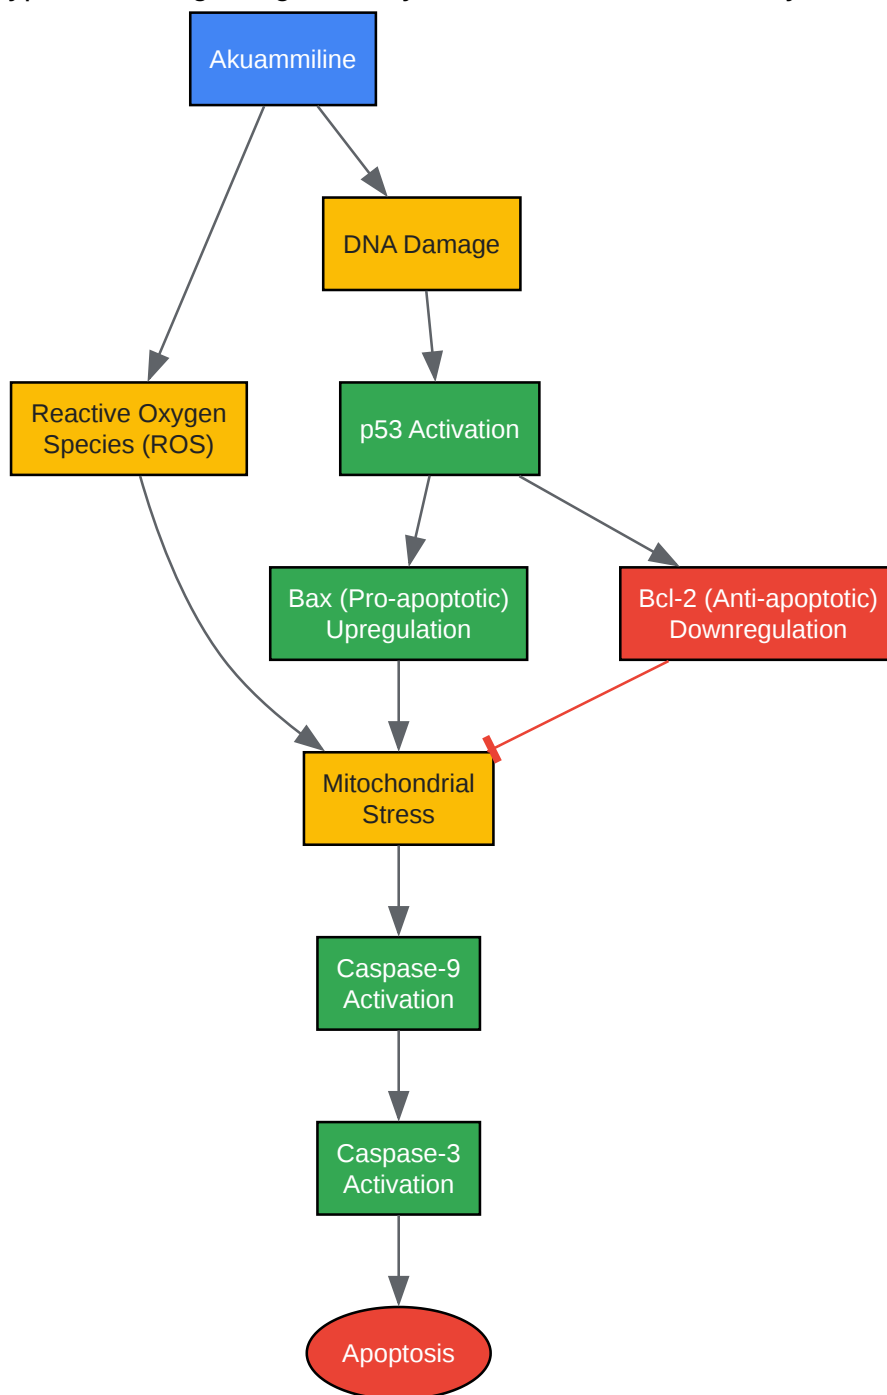 Akuammiline
DNA Damage
Reactive Oxygen
Species (ROS)
p53 Activation
Bax (Pro-apoptotic)
Upregulation
Bcl-2 (Anti-apoptotic)
Downregulation
Mitochondrial
Stress
Caspase-9
Activation
Caspase-3
Activation
Apoptosis